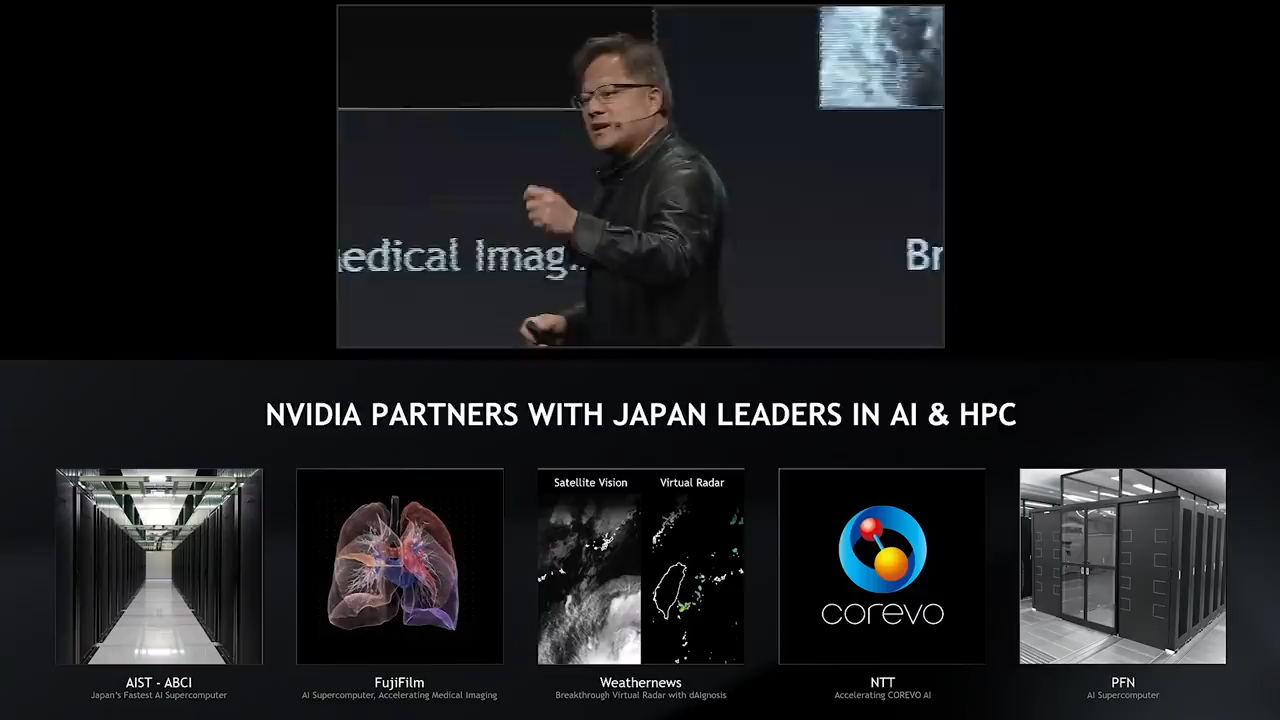 edical Imag..
Br
NVIDIA PARTNERS WITH JAPAN LEADERS IN AI & HPC
Satellite Vision
Virtual Radar
corevo
AIST - ABCI
Japan's Fastest AI Supercomputer
FujiFilm
AI Supercomputer, Accelerating Medical Imaging
Weathernews
Breakthrough Virtual Radar with dAIgnosis
NTT
Accelerating COREVO AI
PFN
AI Supercomputer